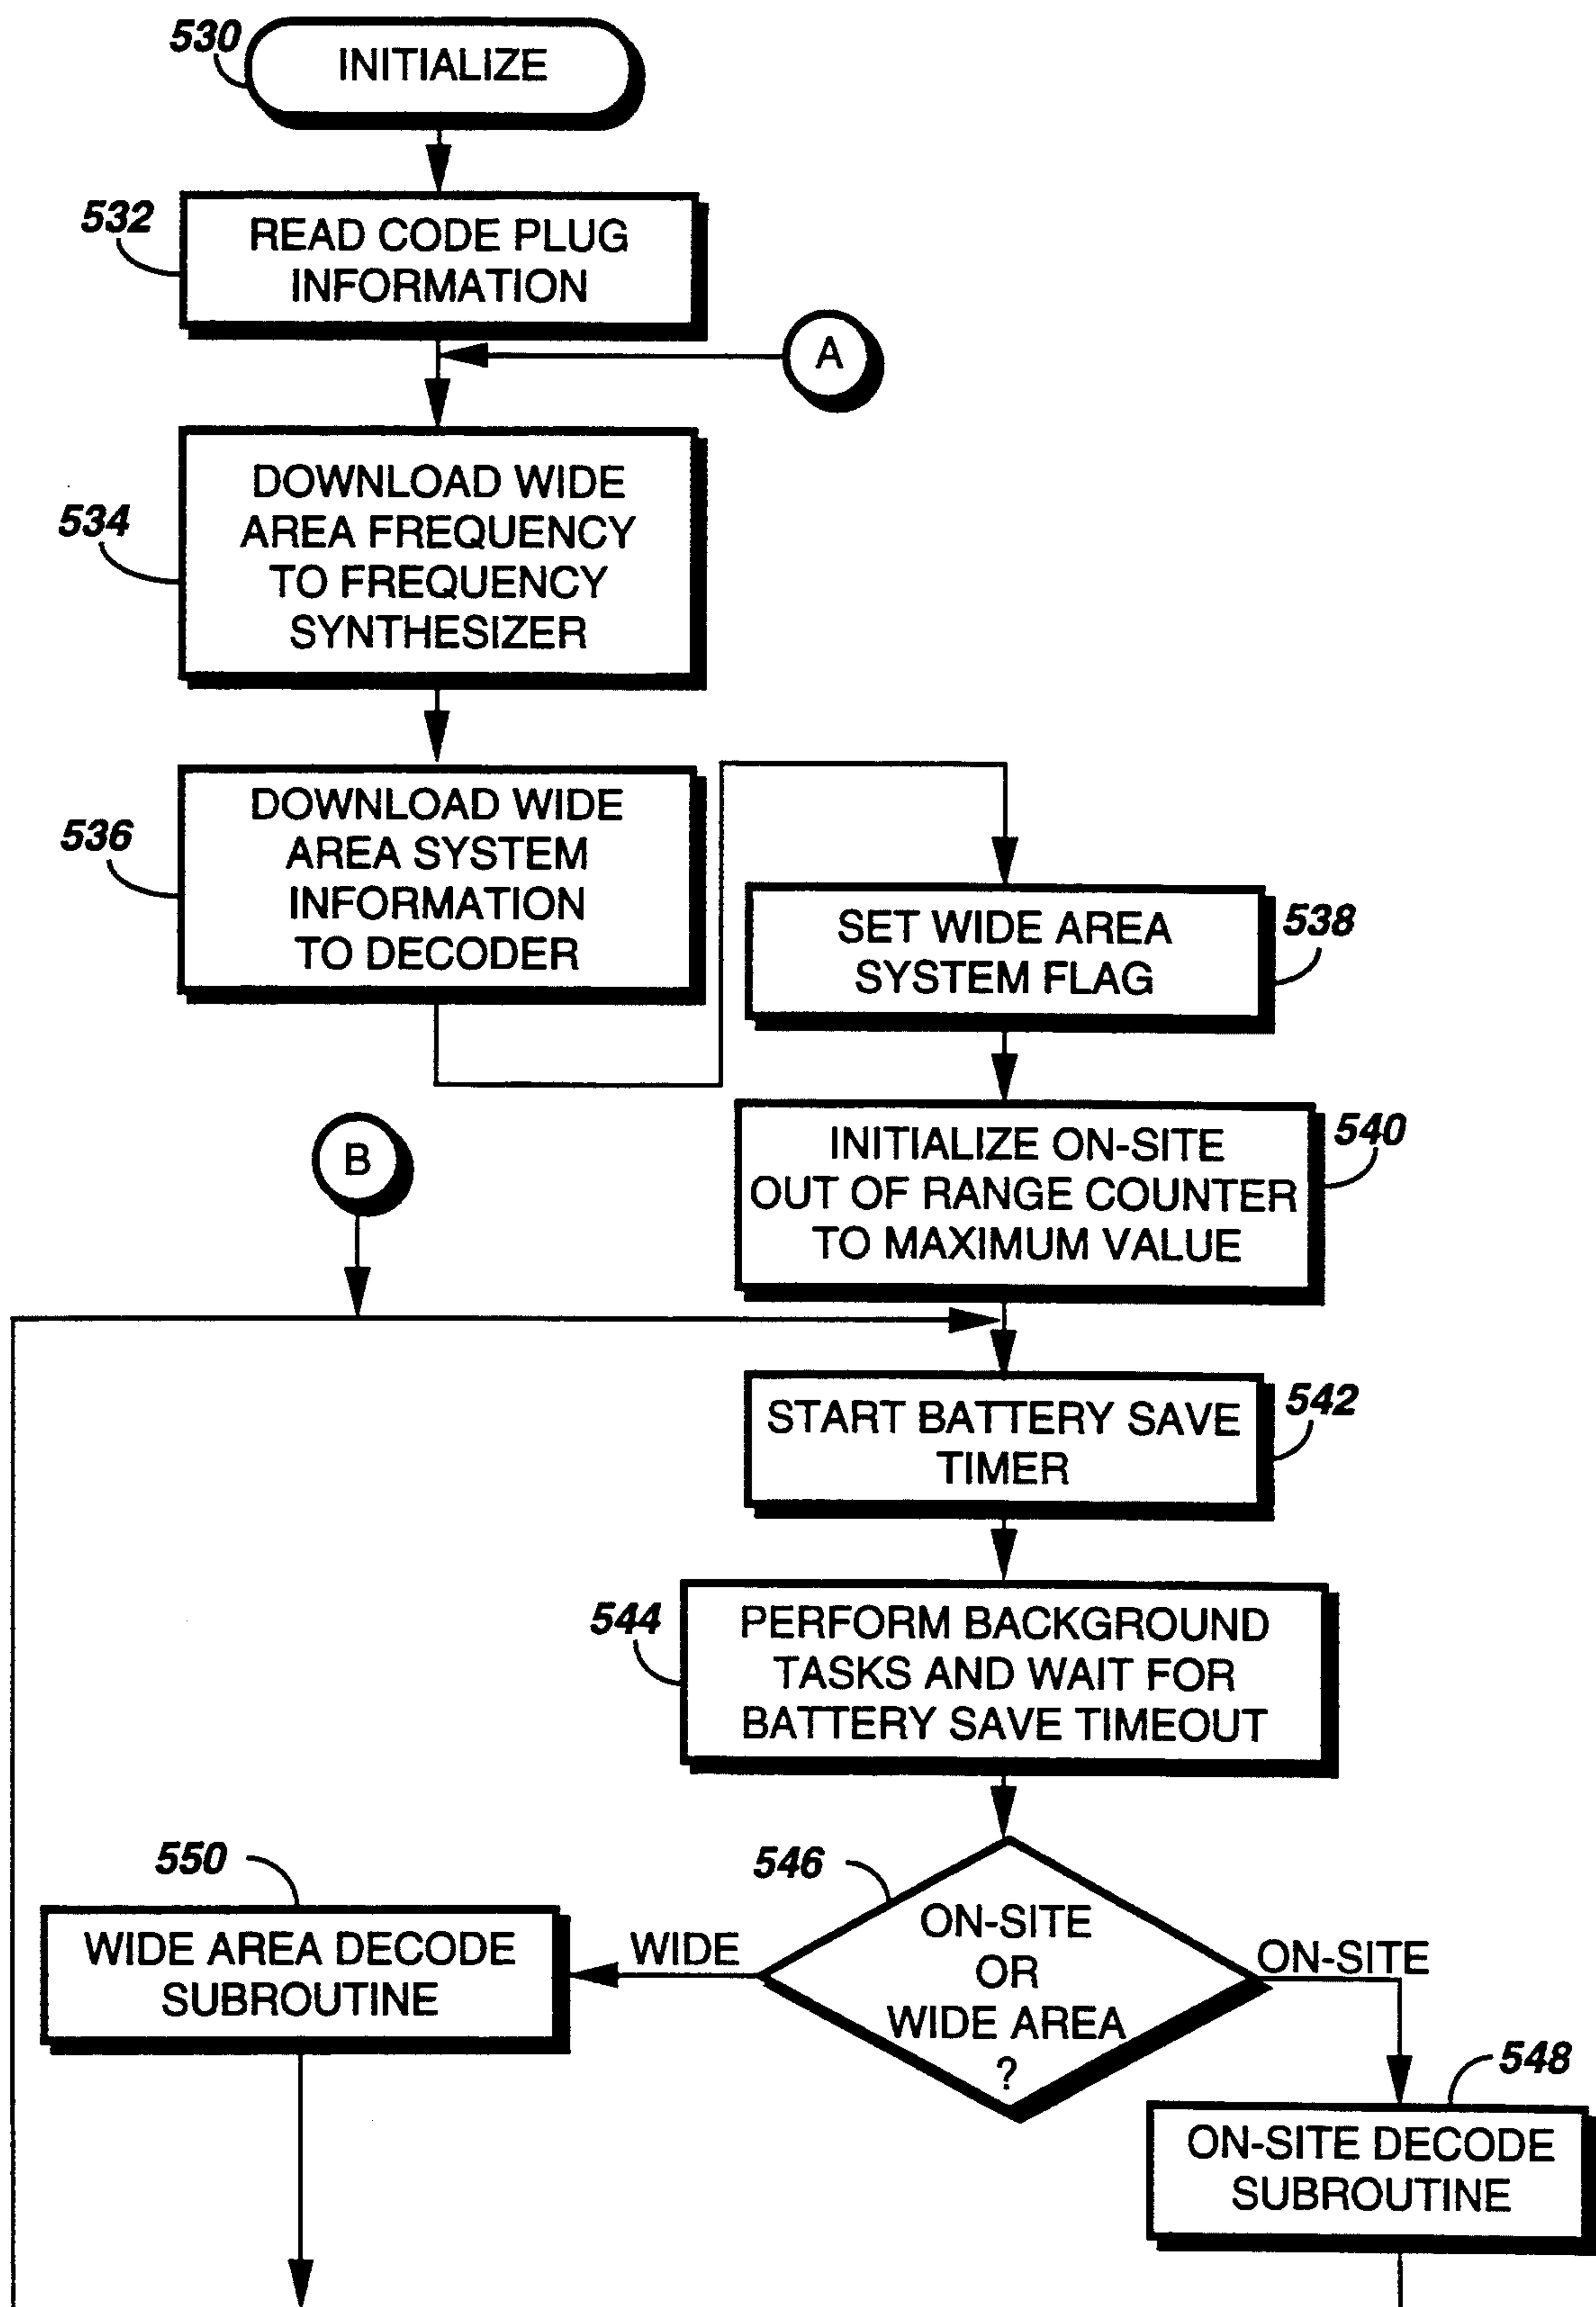 530
INITIALIZE
532
READ CODE PLUG
INFORMATION
A
534
DOWNLOAD WIDE
AREA FREQUENCY
TO FREQUENCY
SYNTHESIZER
536
DOWNLOAD WIDE
AREA SYSTEM
INFORMATION
TO DECODER
538
SET WIDE AREA
SYSTEM FLAG
540
INITIALIZE ON-SITE
OUT OF RANGE COUNTER
TO MAXIMUM VALUE
B
542
START BATTERY SAVE
TIMER
544
PERFORM BACKGROUND
TASKS AND WAIT FOR
BATTERY SAVE TIMEOUT
546
ON-SITE
OR
WIDE AREA
?
WIDE
ON-SITE
550
WIDE AREA DECODE
SUBROUTINE
548
ON-SITE DECODE
SUBROUTINE